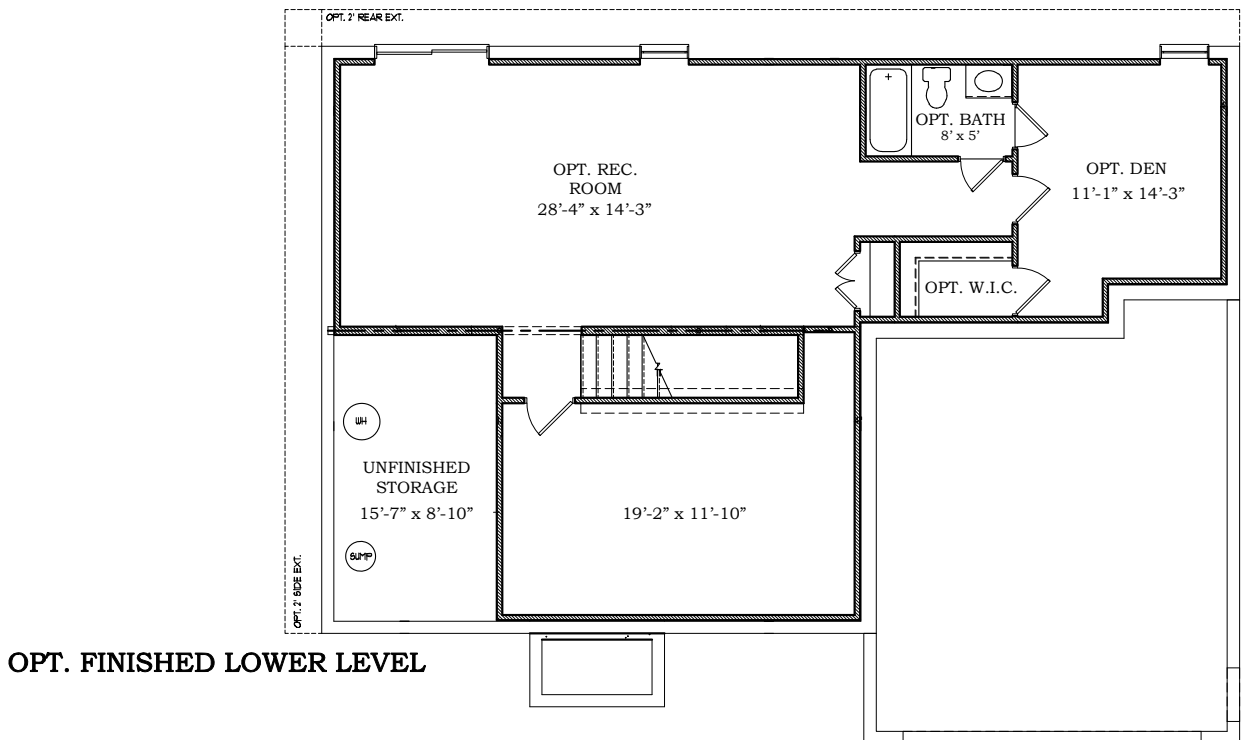 OPT. 2' REAR EXT.
OPT. BATH
8' x 5'
OPT. REC.
ROOM
28'-4" x 14'-3"
OPT. DEN
11'-1" x 14'-3"
OPT. W.I.C.
WH
UNFINISHED
STORAGE
15'-7" x 8'-10"
19'-2" x 11'-10"
SUMP
OPT. 2' SIDE EXT.
OPT. FINISHED LOWER LEVEL